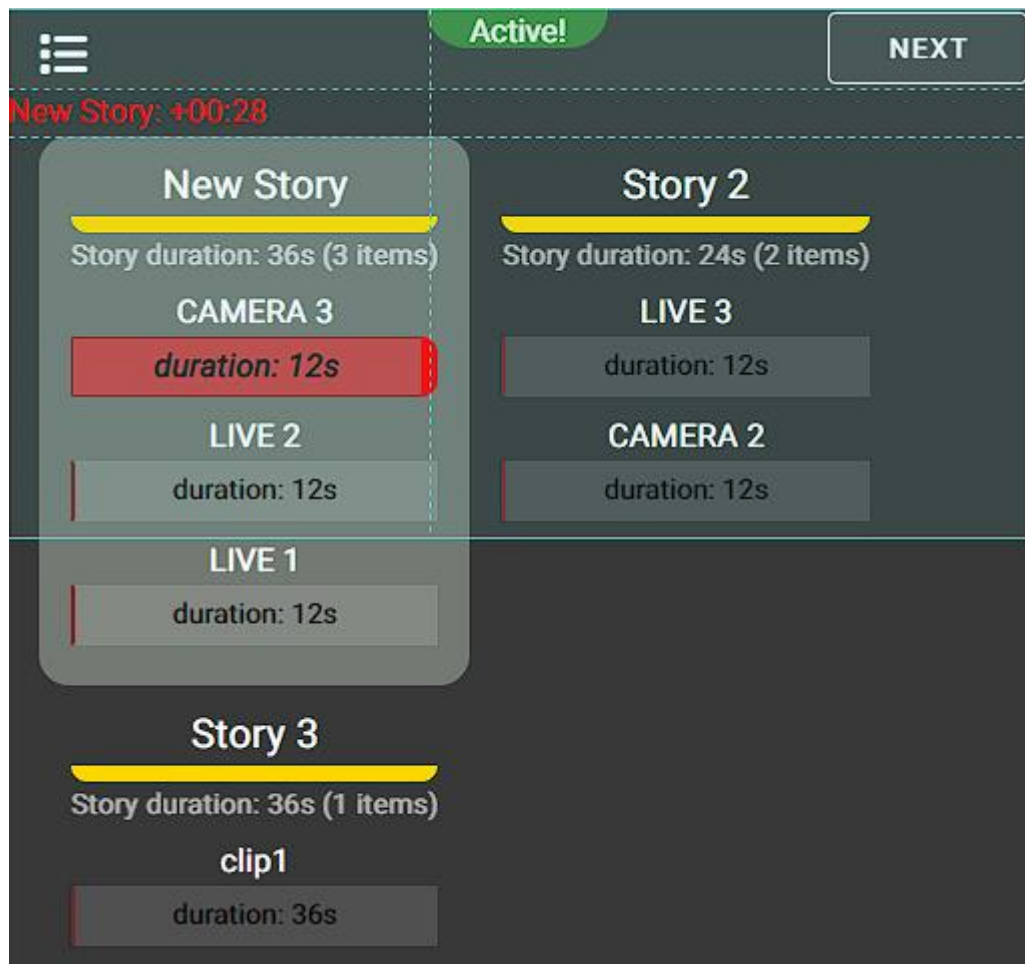 Active!
NEXT
New Story: +00:28
New Story
Story duration: 36s (3 items)
CAMERA 3
duration: 12s
LIVE 2
duration: 12s
LIVE 1
duration: 12s
Story 2
Story duration: 24s (2 items)
LIVE 3
duration: 12s
CAMERA 2
duration: 12s
Story 3
Story duration: 36s (1 items)
clip1
duration: 36s